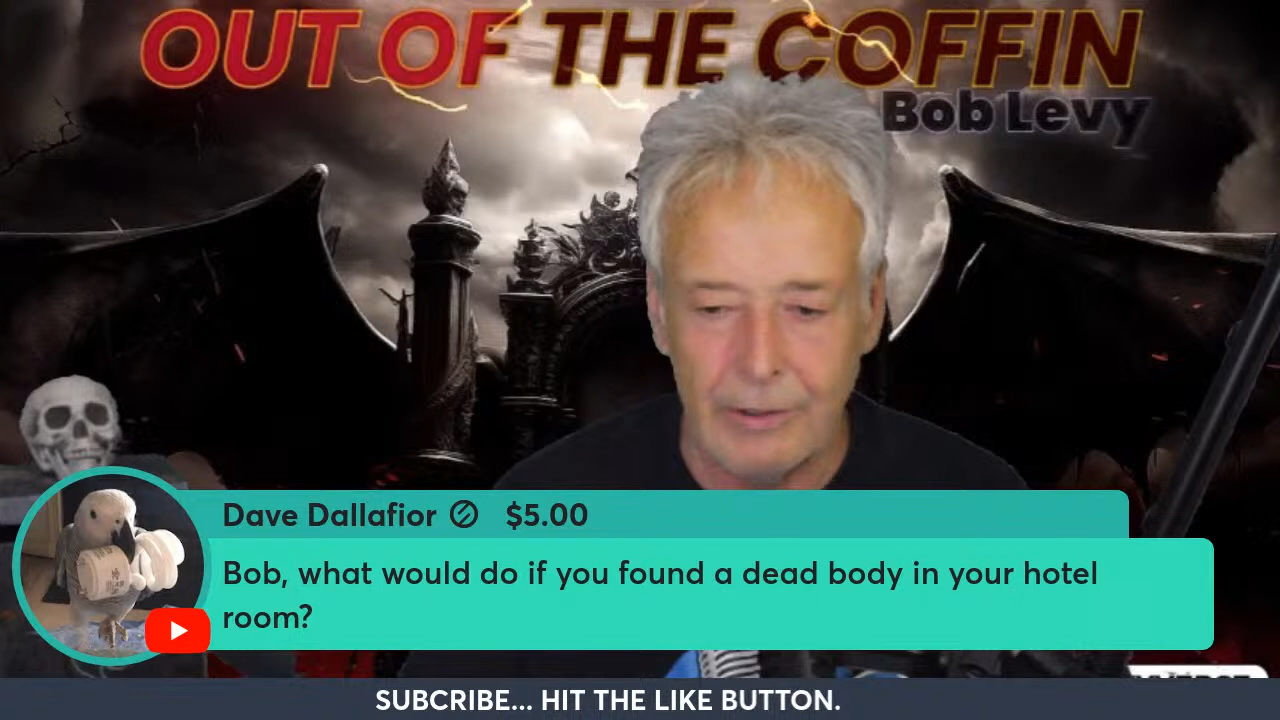 OUT OF THE COFFIN
Bob Levy
Dave Dallafior $5.00
Bob, what would do if you found a dead body in your hotel
room?
SUBCRIBE... HIT THE LIKE BUTTON.